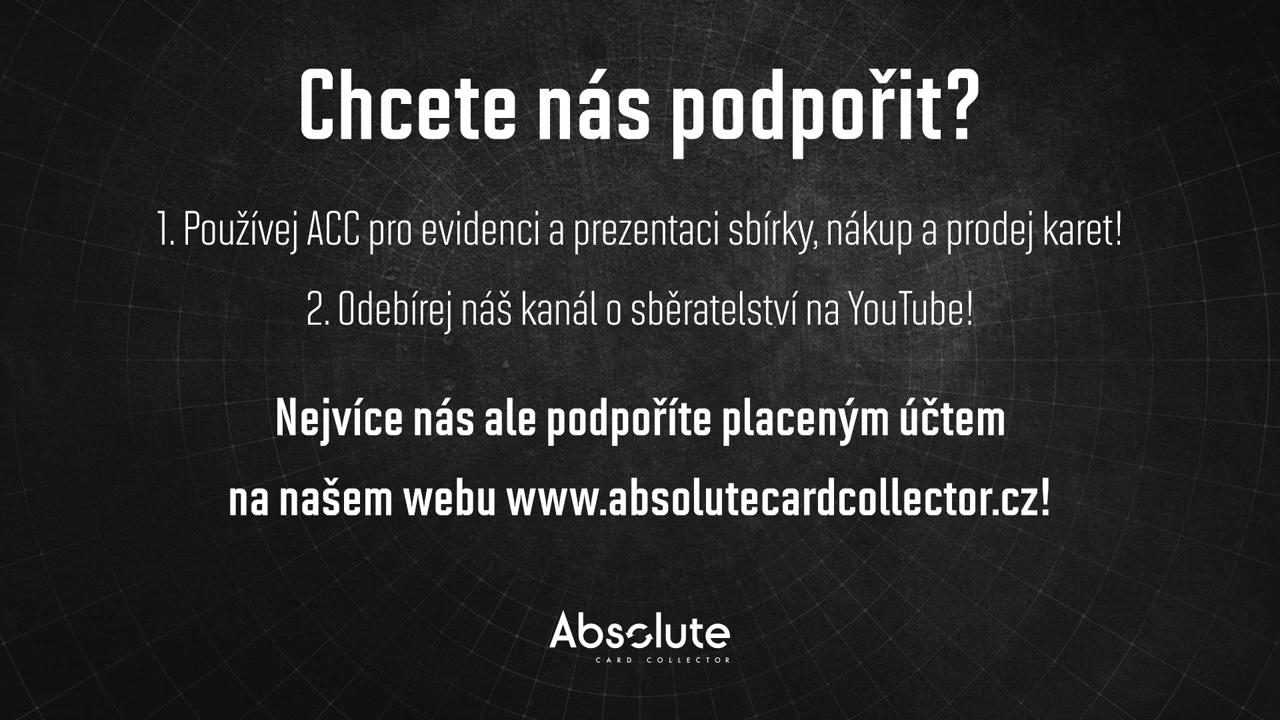 Chcete nás podpořit?
1. Používej ACC pro evidenci a prezentaci sbírky, nákup a prodej karet!
2. Odebírej náš kanál o sběratelství na YouTube!
Nejvíce nás ale podpoříte placeným účtem
na našem webu www.absolutecardcollector.cz!
Absolute
CARD COLLECTOR